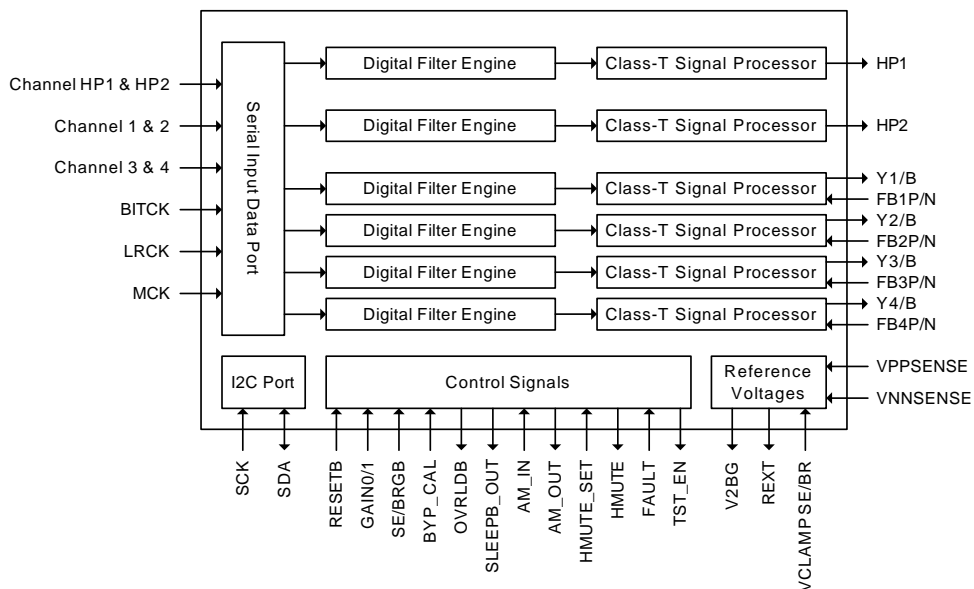 Channel HP1 & HP2
Channel 1 & 2
Channel 3 & 4
BITCK
LRCK
MCK
Serial Input Data Port
Digital Filter Engine
Class-T Signal Processor
HP1
Digital Filter Engine
Class-T Signal Processor
HP2
Digital Filter Engine
Class-T Signal Processor
Y1/B
FB1P/N
Digital Filter Engine
Class-T Signal Processor
Y2/B
FB2P/N
Digital Filter Engine
Class-T Signal Processor
Y3/B
FB3P/N
Digital Filter Engine
Class-T Signal Processor
Y4/B
FB4P/N
I2C Port
Control Signals
Reference
Voltages
VPPSENSE
VNNSENSE
SCK
SDA
RESETB
GAIN0/1
SE/BRGB
BYP_CAL
OVRLDB
SLEEPB_OUT
AM_IN
AM_OUT
HMUTE_SET
HMUTE
FAULT
TST_EN
V2BG
REXT
VCLAMPSE/BR